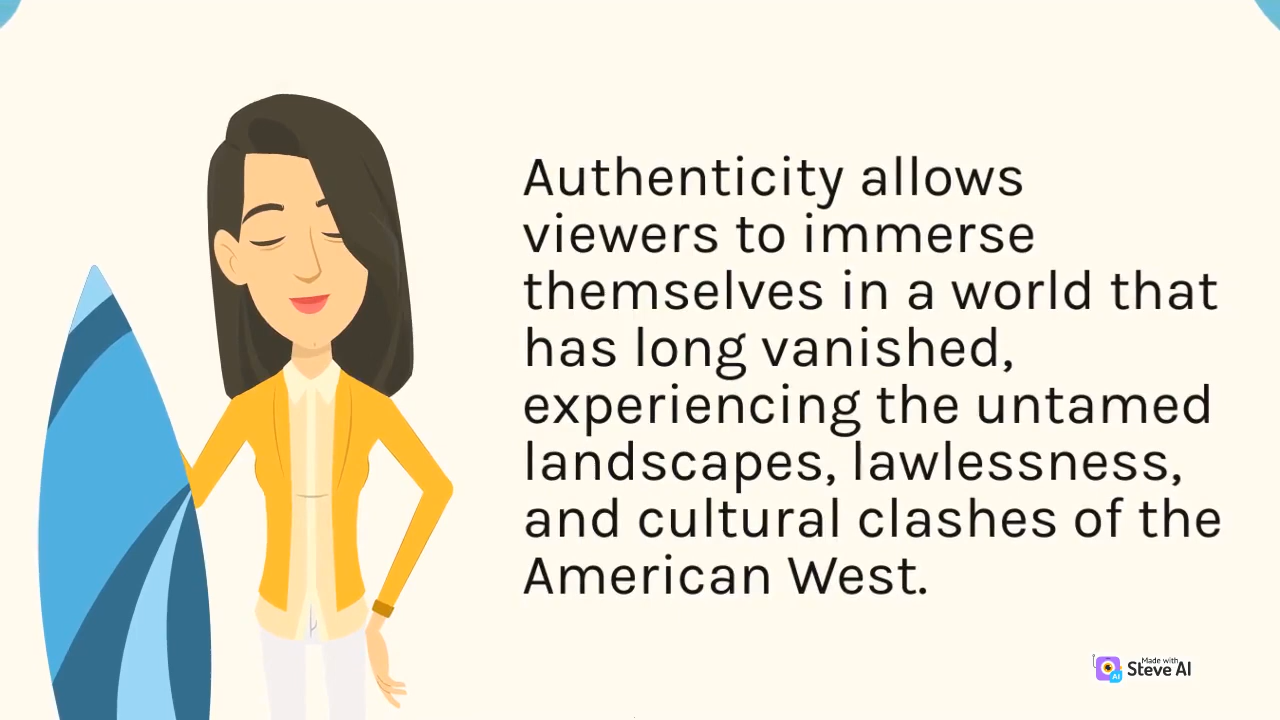 Authenticity allows
viewers to immerse
themselves in a world that
has long vanished,
experiencing the untamed
landscapes, lawlessness,
and cultural clashes of the
American West.
Made with
Steve AI
AI